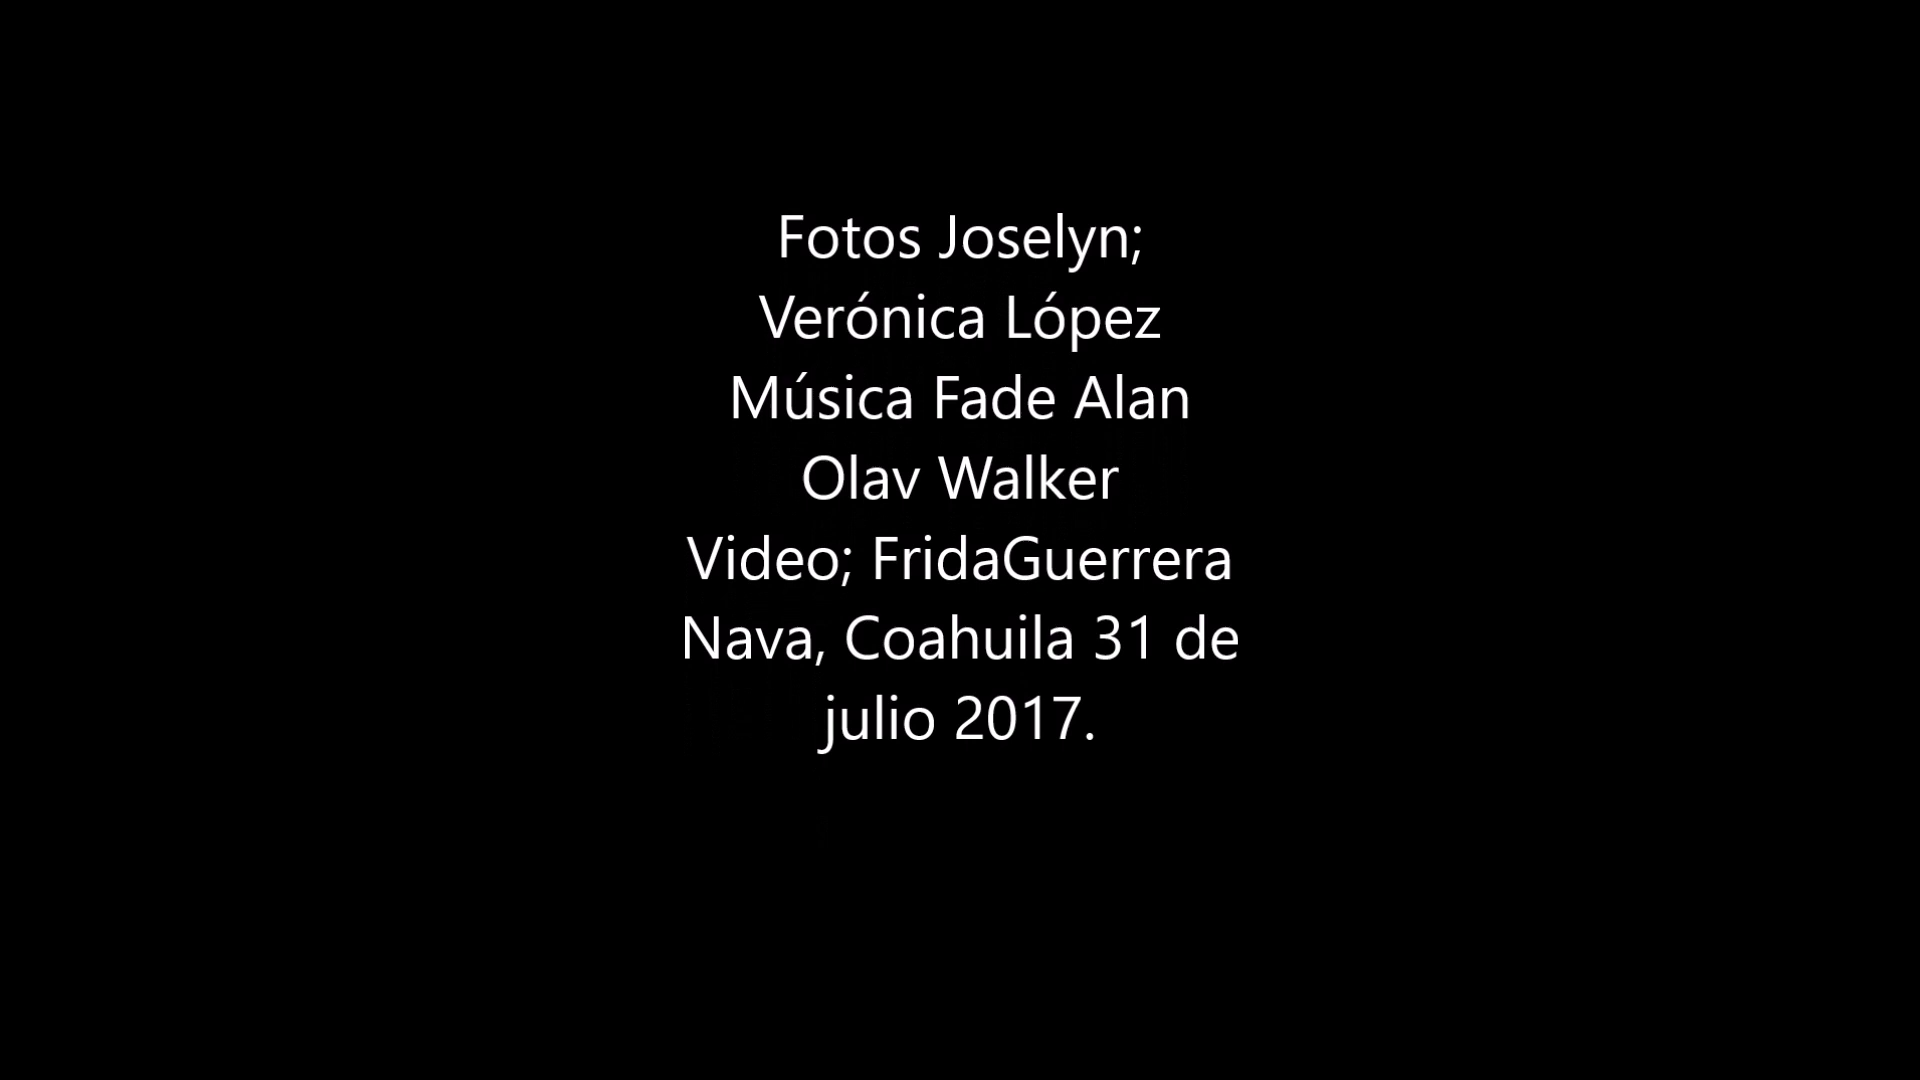 Fotos Joselyn;
Verónica López
Música Fade Alan
Olav Walker
Video; FridaGuerrera
Nava, Coahuila 31 de
julio 2017.